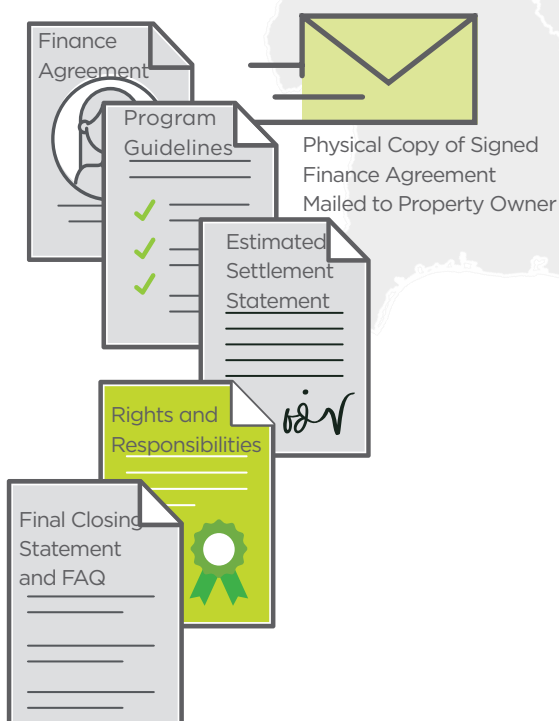 Finance
Agreement
Program
Guidelines
Physical Copy of Signed
Finance Agreement
Mailed to Property Owner
Estimated
Settlement
Statement
Rights and
Responsibilities
Final Closing
Statement
and FAQ